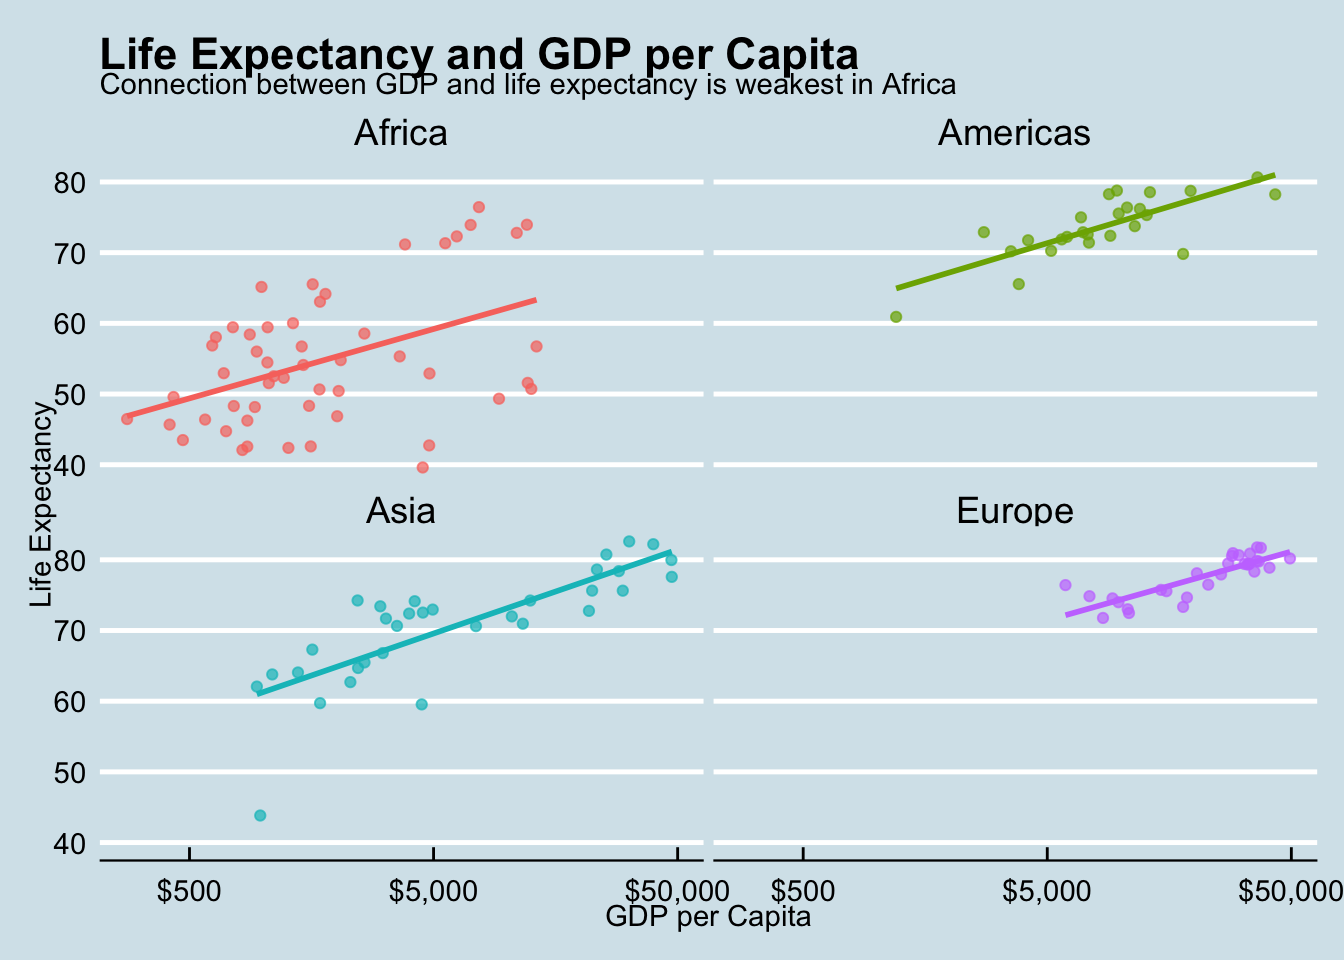 Life Expectancy and GDP per Capita
Connection between GDP and life expectancy is weakest in Africa
Africa
Americas
80
70
60
50
40
Asia
Europe
80
70
60
50
40
Life Expectancy
$500
$5,000
$50,000
$500
$5,000
$50,000
GDP per Capita